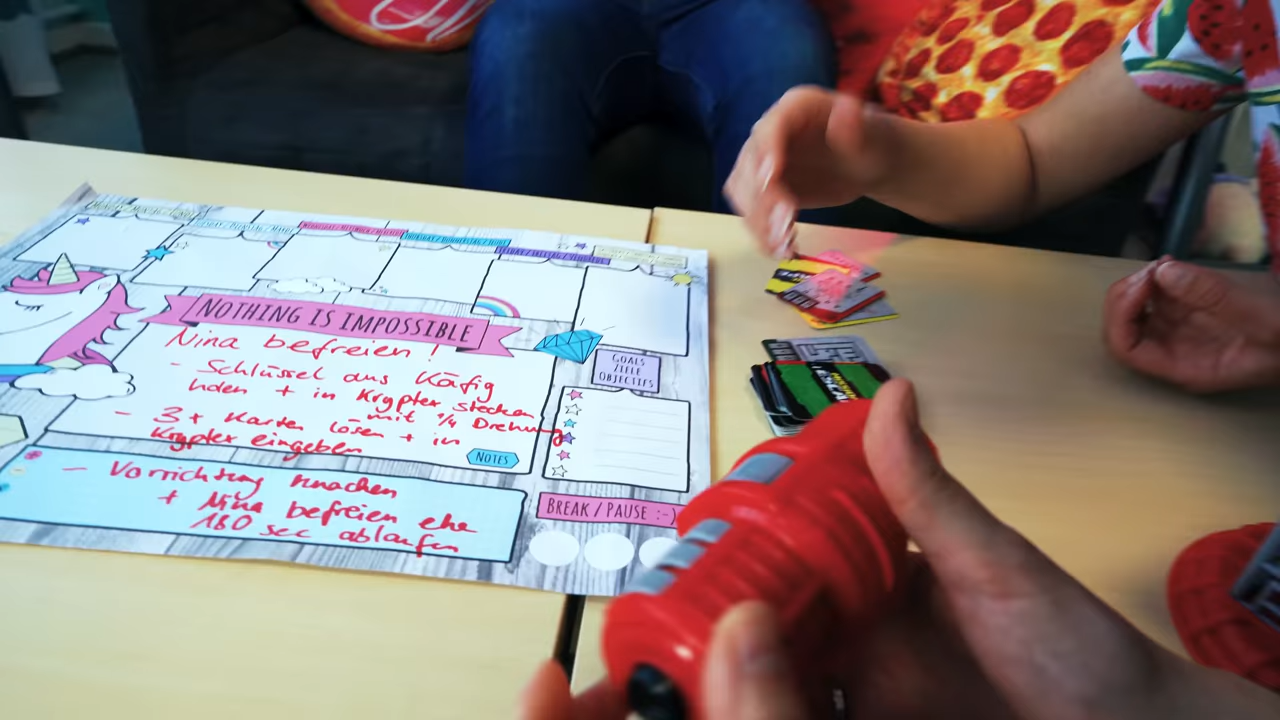 NOTHING IS IMPOSSIBLE
Nina befreien!
- Schlüssel aus Käfig
holen + in Krypter stecken
mit 1/4 Drehung
- 3+ Karten lösen + in
Krypter eingeben
NOTES
- Vorrichtung knacken
+ Nina befreien ehe
180 sec ablaufen
GOALS
/ZIELE
OBJECTIFS
BREAK / PAUSE :-)